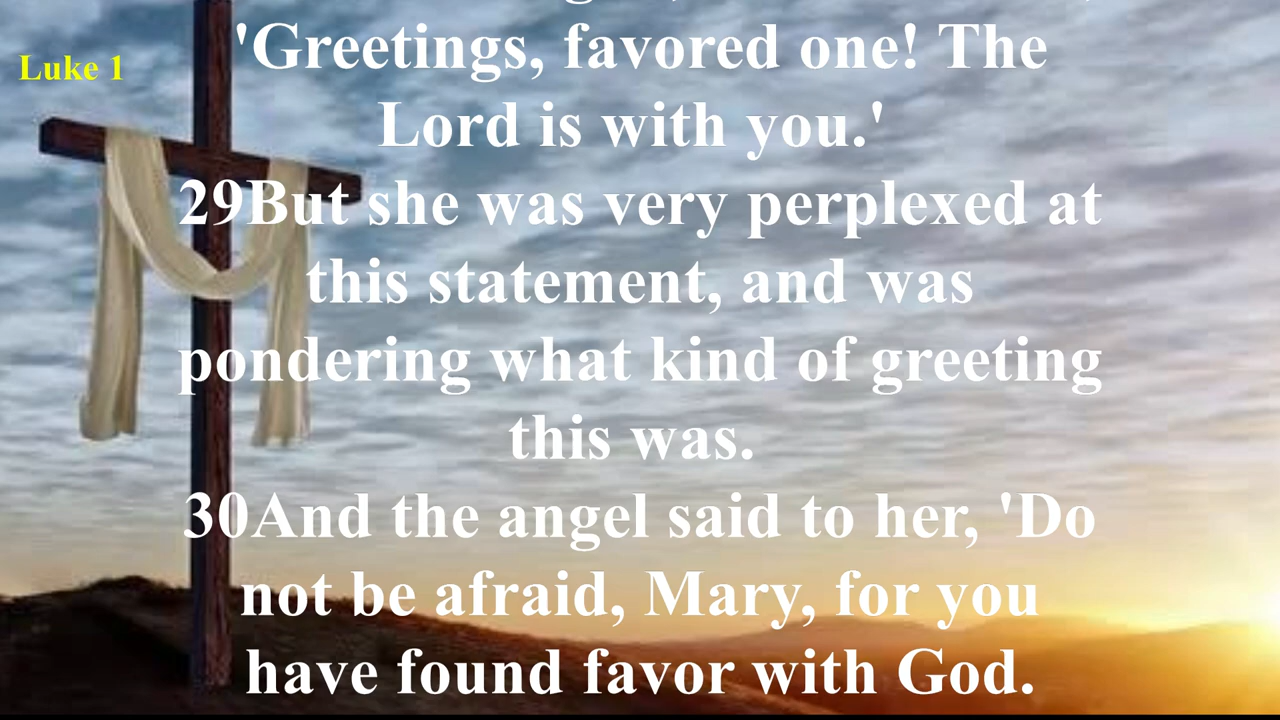 Luke 1
'Greetings, favored one! The
Lord is with you.'
29But she was very perplexed at
this statement, and was
pondering what kind of greeting
this was.
30And the angel said to her, 'Do
not be afraid, Mary, for you
have found favor with God.